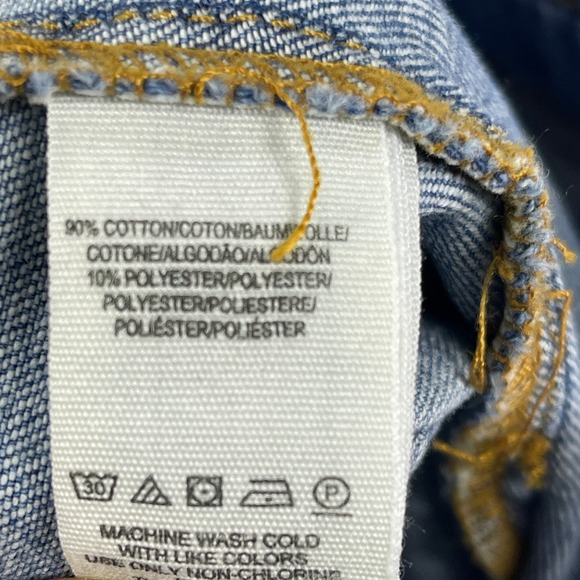 90% COTTON/COTON/BAUMWOLLE/
COTONE/ALGODÃO/ALGODÓN
10% POLYESTER/POLYESTER/
POLYESTER/POLIESTERE/
POLIÉSTER/POLIÉSTER
30 P
MACHINE WASH COLD
WITH LIKE COLORS
USE ONLY NON-CHLORINE